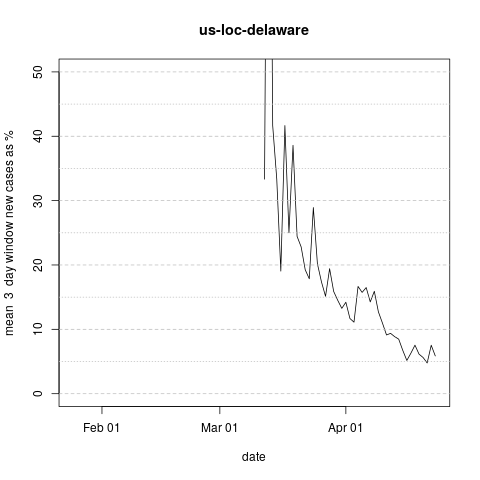 us-loc-delaware
mean  3  day window new cases as %
50
40
30
20
10
0
Feb 01
Mar 01
Apr 01
date